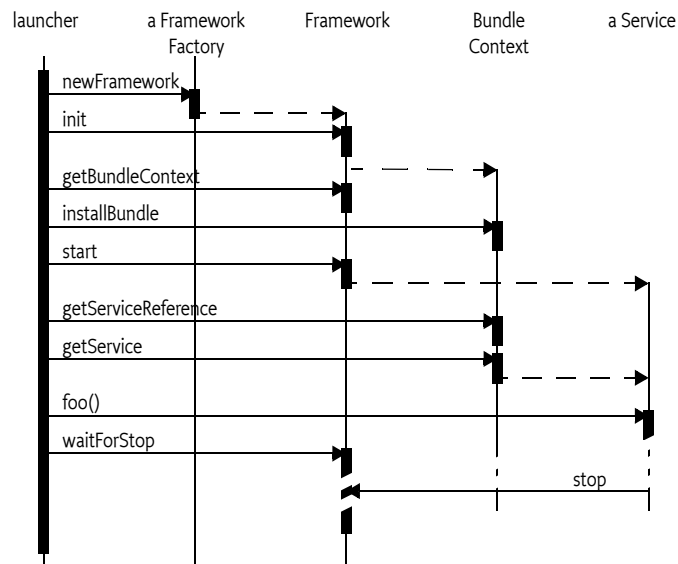 launcher
a Framework
Factory
Framework
Bundle
Context
a Service
newFramework
init
getBundleContext
installBundle
start
getServiceReference
getService
foo()
waitForStop
stop